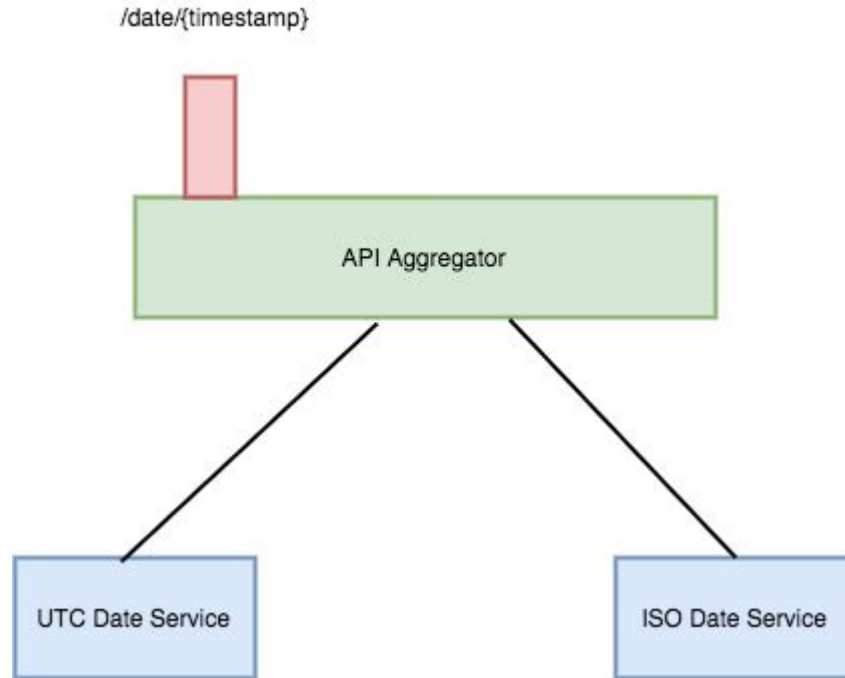 /date/{timestamp}
API Aggregator
UTC Date Service
ISO Date Service